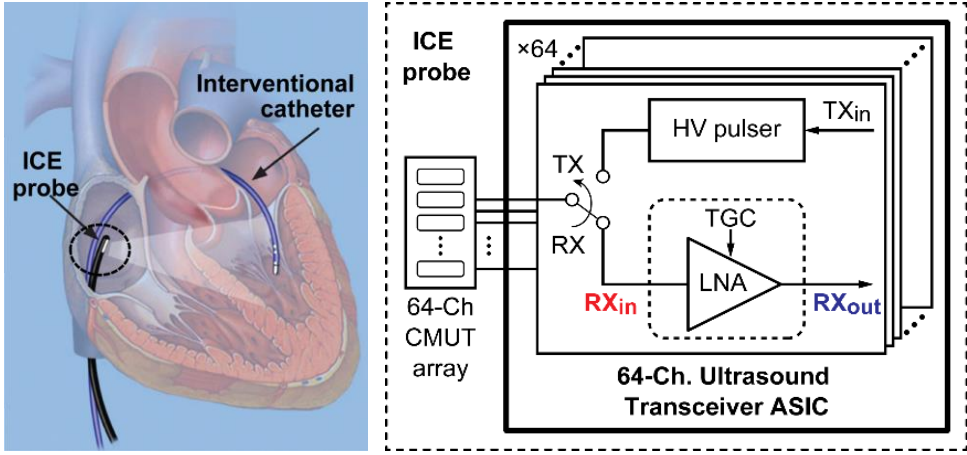 Interventional
catheter
ICE
probe
ICE
probe
×64
HV pulser
TXin
TX
RX
TGC
LNA
RXin
RXout
64-Ch
CMUT
array
64-Ch. Ultrasound
Transceiver ASIC